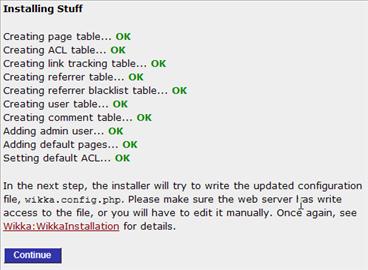 Installing Stuff
Creating page table... OK
Creating ACL table... OK
Creating link tracking table... OK
Creating referrer table... OK
Creating referrer blacklist table... OK
Creating user table... OK
Creating comment table... OK
Adding admin user... OK
Adding default pages... OK
Setting default ACL... OK
In the next step, the installer will try to write the updated configuration
file, wikka.config.php. Please make sure the web server has write
access to the file, or you will have to edit it manually. Once again, see
Wikka:WikkaInstallation for details.
Continue